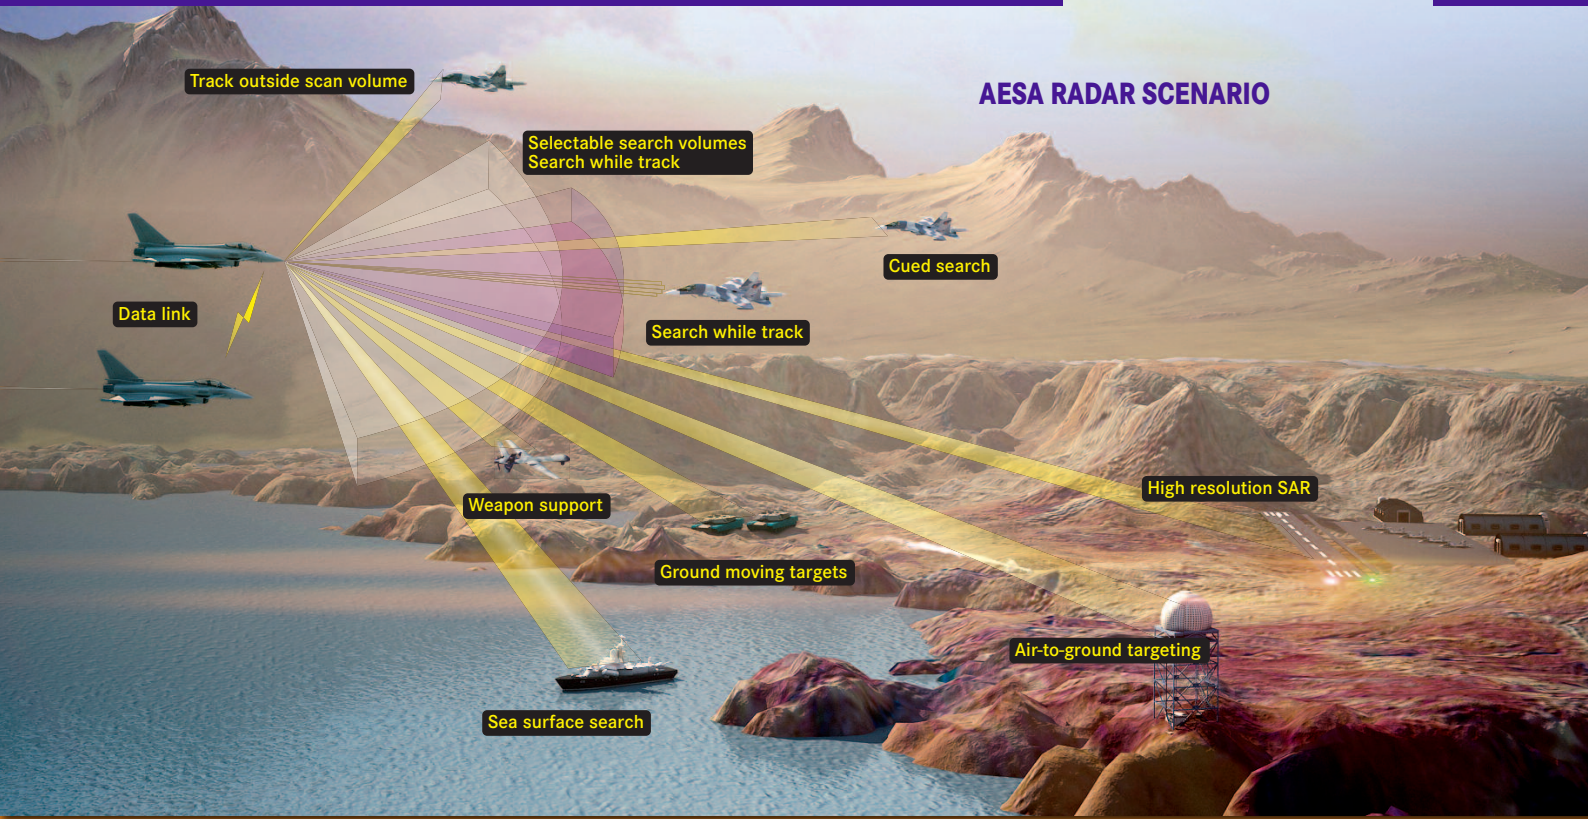 AESA RADAR SCENARIO
Track outside scan volume
Selectable search volumes
Search while track
Cued search
Data link
Search while track
High resolution SAR
Weapon support
Ground moving targets
Air-to-ground targeting
Sea surface search